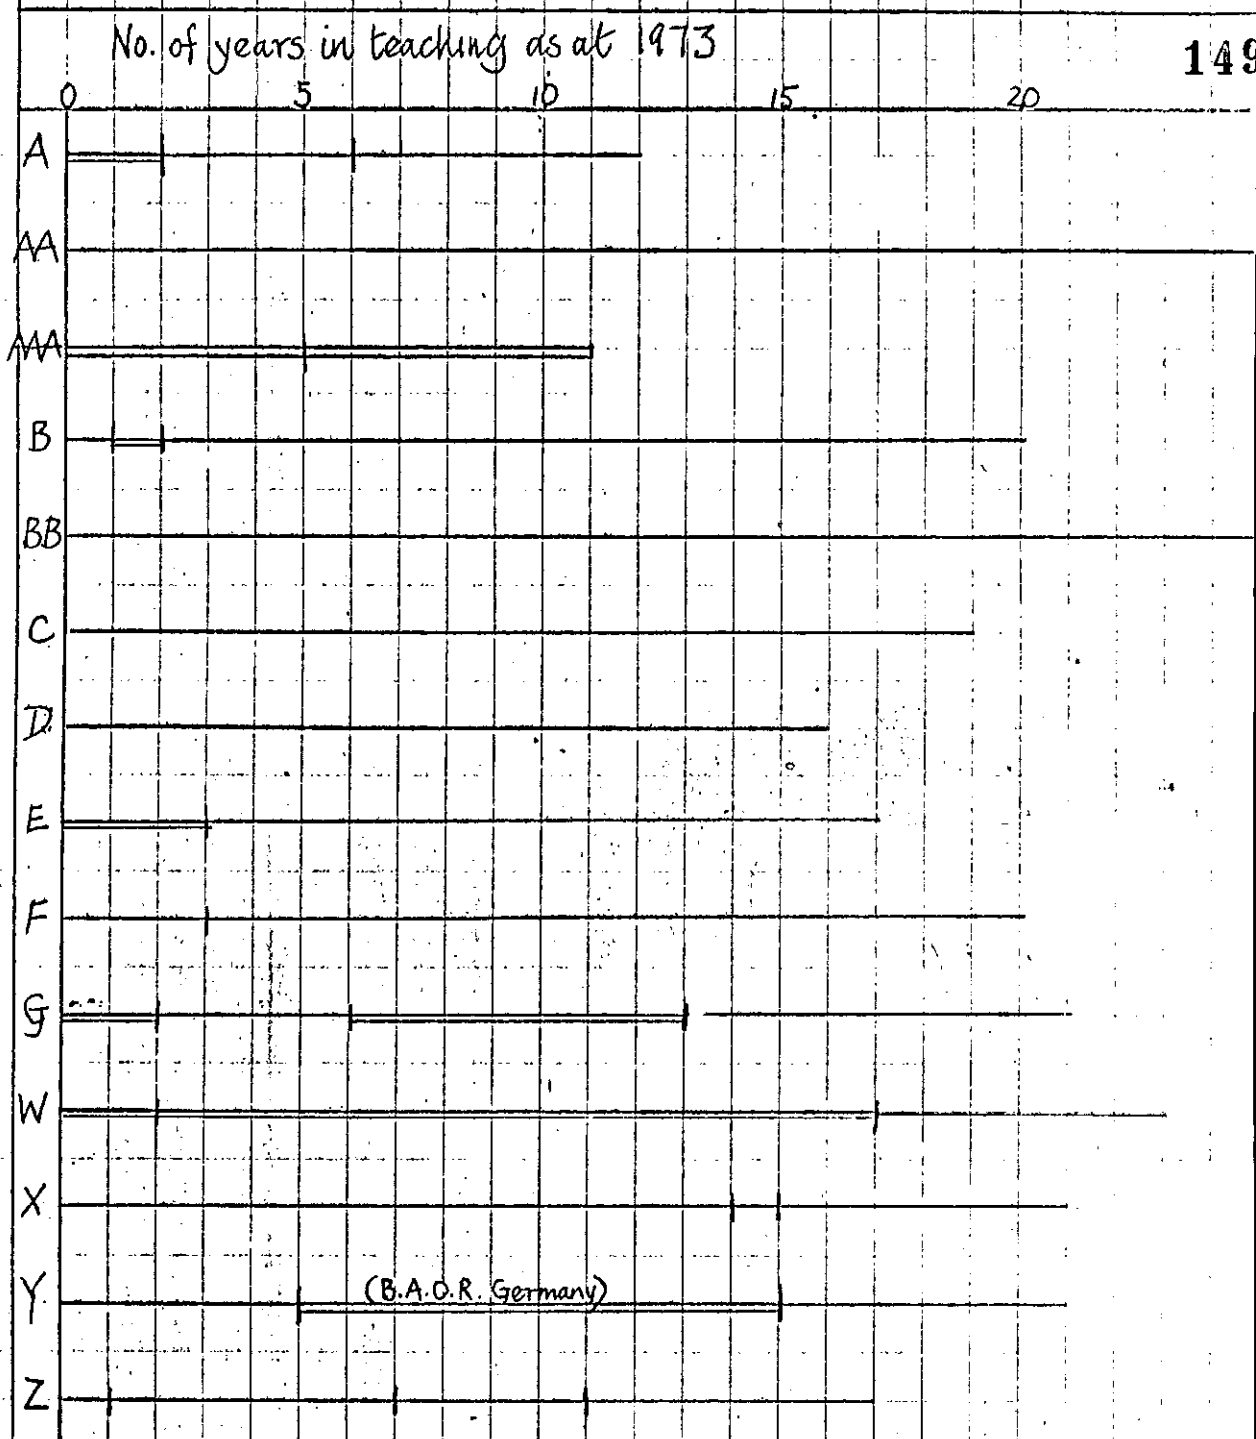 No. of years in teaching as at 1973
149
0 5 10 15 20
A
AA
AAA
B
BB
C
D
E
F
G
W
X
Y (B.A.O.R. Germany)
Z